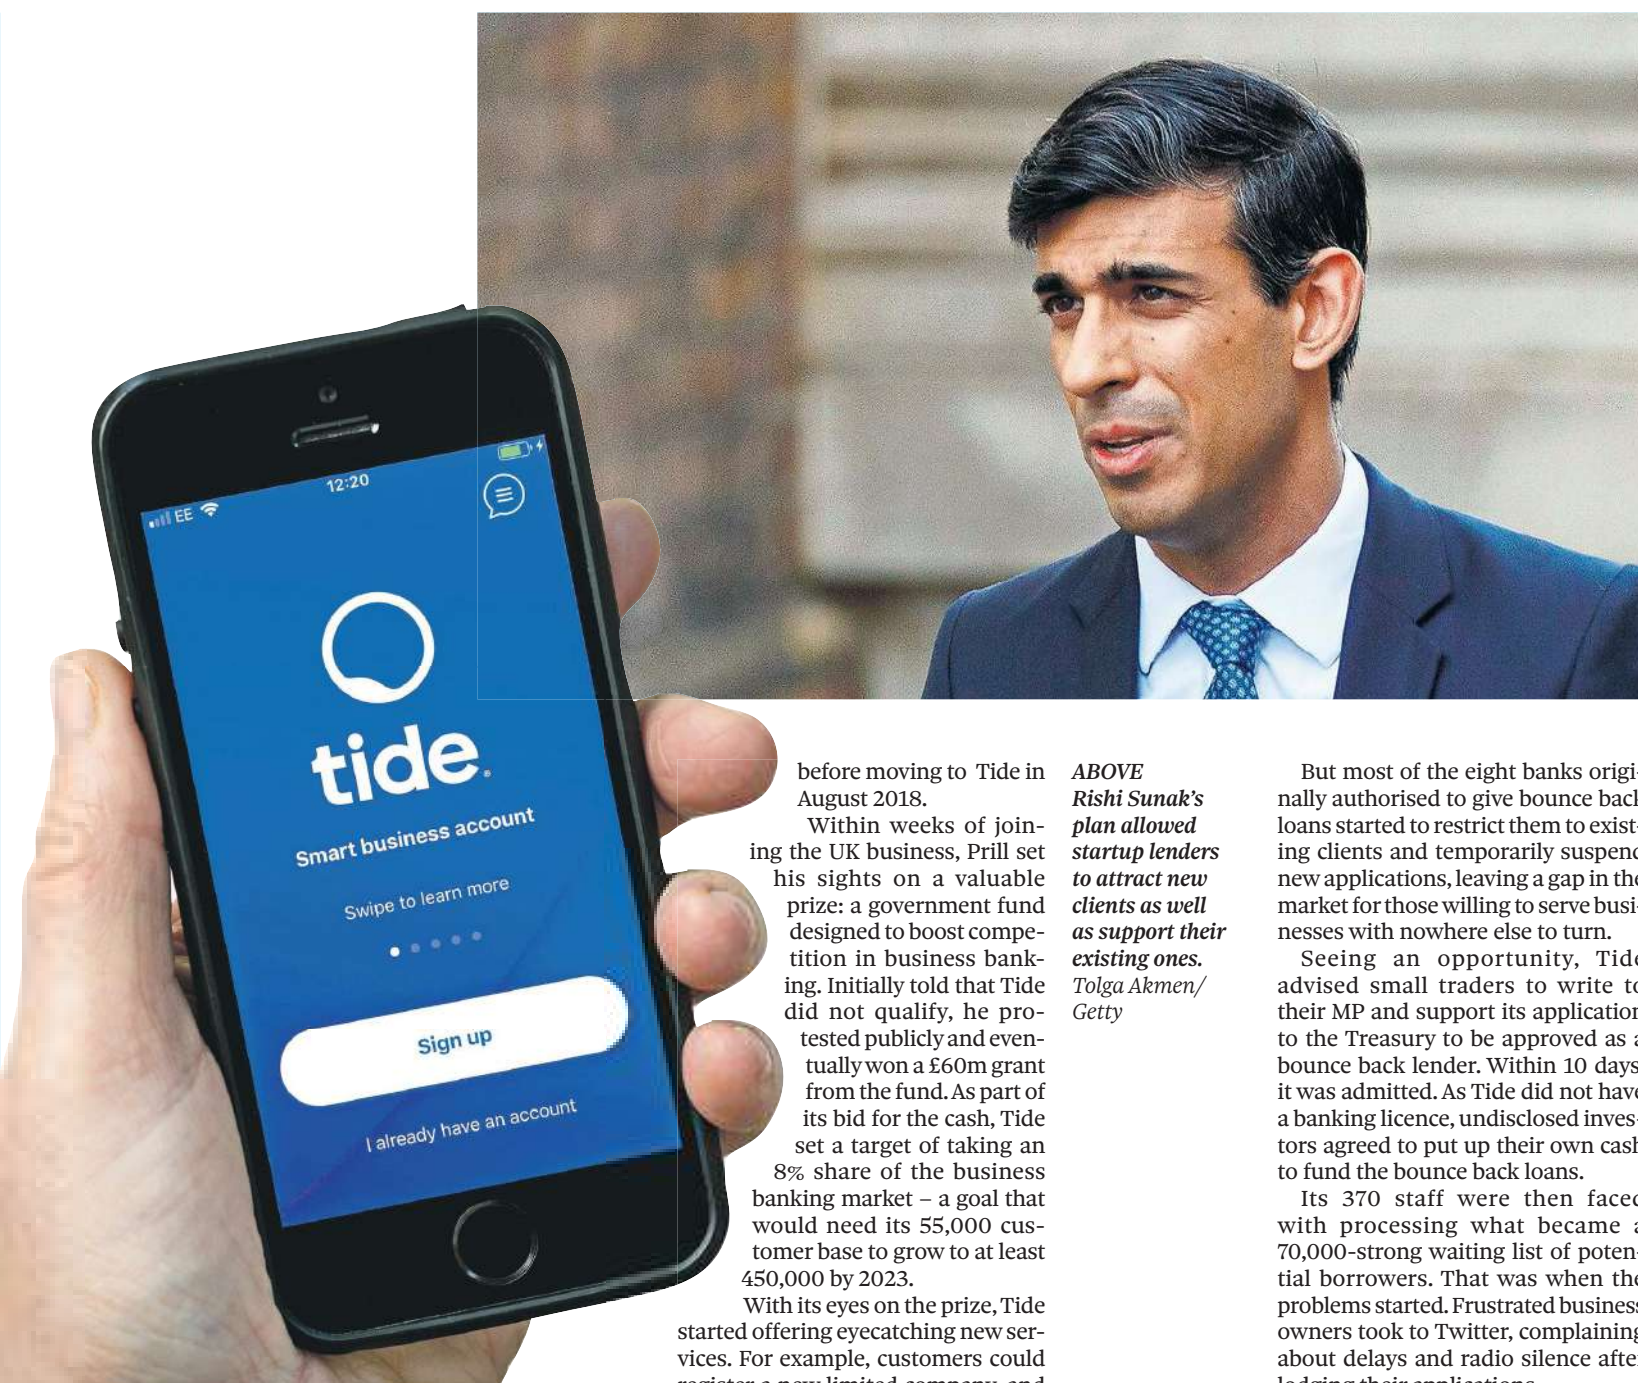 12:20
EE
tide.
Smart business account
Swipe to learn more
Sign up
I already have an account
before moving to Tide in
August 2018.
Within weeks of join-
ing the UK business, Prill set
his sights on a valuable
prize: a government fund
designed to boost compe-
tition in business bank-
ing. Initially told that Tide
did not qualify, he pro-
tested publicly and even-
tually won a £60m grant
from the fund. As part of
its bid for the cash, Tide
set a target of taking an
8% share of the business
banking market – a goal that
would need its 55,000 cus-
tomer base to grow to at least
450,000 by 2023.
With its eyes on the prize, Tide
started offering eyecatching new ser-
vices. For example, customers could
register a new limited company, and
ABOVE
Rishi Sunak's
plan allowed
startup lenders
to attract new
clients as well
as support their
existing ones.
Tolga Akmen/
Getty
But most of the eight banks origi-
nally authorised to give bounce back
loans started to restrict them to exist-
ing clients and temporarily suspend
new applications, leaving a gap in the
market for those willing to serve busi-
nesses with nowhere else to turn.
Seeing an opportunity, Tide
advised small traders to write to
their MP and support its application
to the Treasury to be approved as a
bounce back lender. Within 10 days
it was admitted. As Tide did not have
a banking licence, undisclosed inves-
tors agreed to put up their own cash
to fund the bounce back loans.
Its 370 staff were then faced
with processing what became a
70,000-strong waiting list of poten-
tial borrowers. That was when the
problems started. Frustrated business
owners took to Twitter, complaining
about delays and radio silence after
lodging their applications.